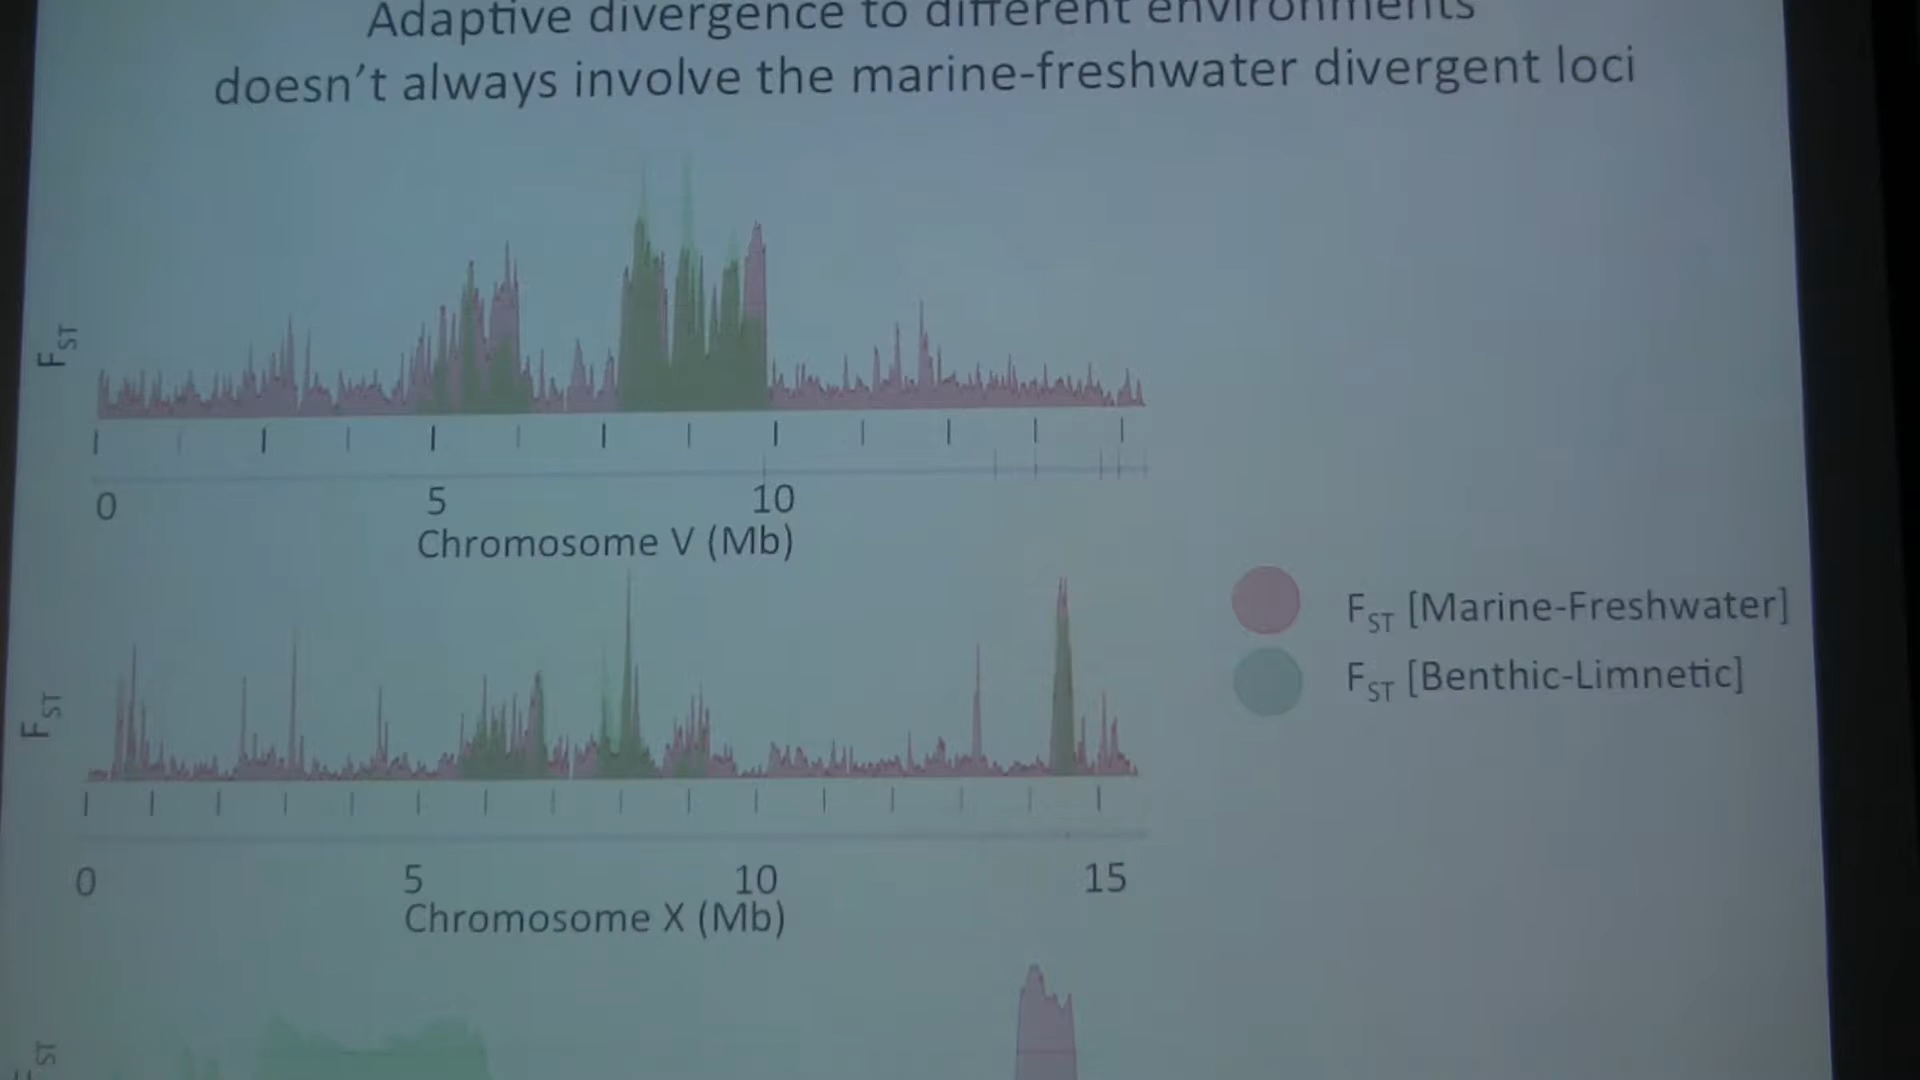 Adaptive divergence to different environments
doesn't always involve the marine-freshwater divergent loci
FST
0 5 10
Chromosome V (Mb)
FST [Marine-Freshwater]
FST [Benthic-Limnetic]
FST
0 5 10 15
Chromosome X (Mb)
FST